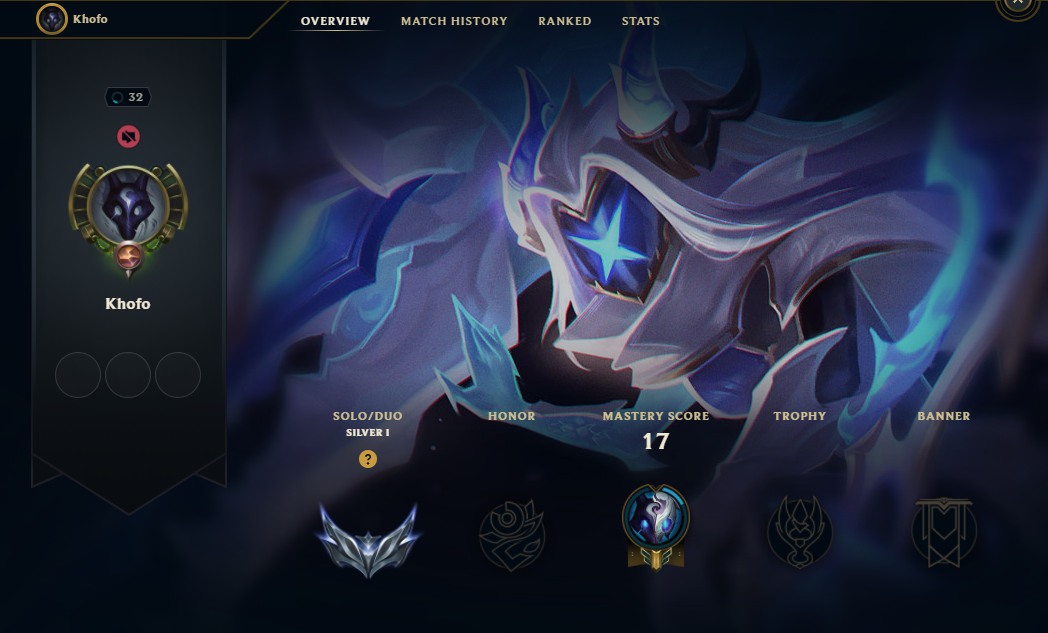 Khofo
OVERVIEW MATCH HISTORY RANKED STATS
32
Khofo
SOLO/DUO
SILVER I
?
HONOR
MASTERY SCORE
17
TROPHY
BANNER